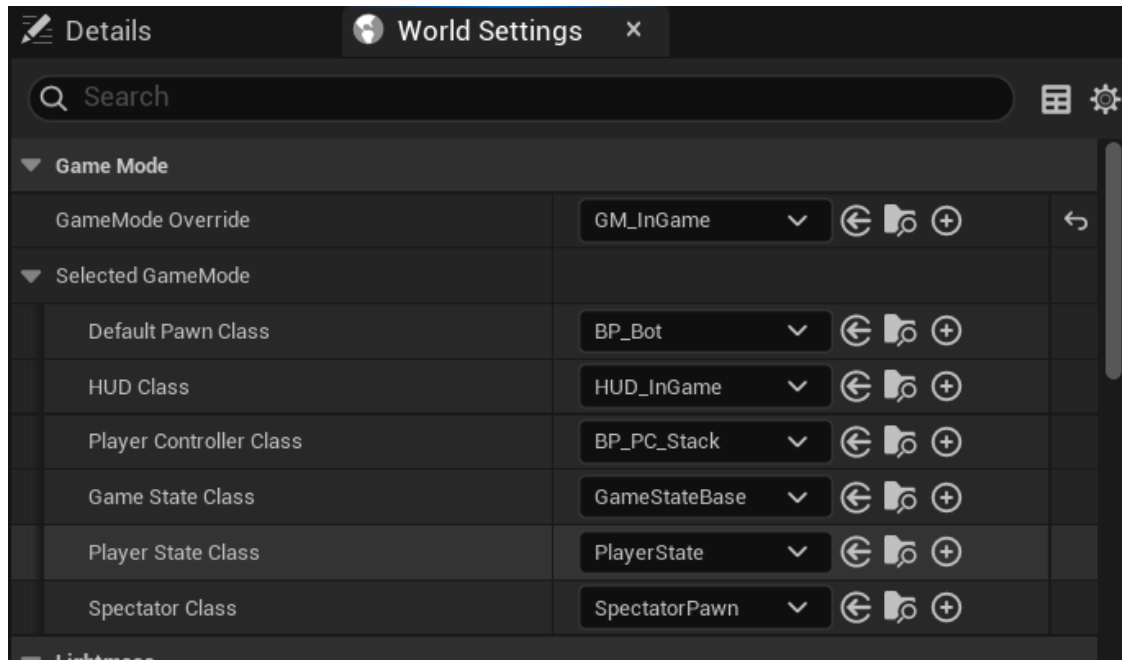 Details World Settings ×
Search
Game Mode
GameMode Override GM_InGame
Selected GameMode
Default Pawn Class BP_Bot
HUD Class HUD_InGame
Player Controller Class BP_PC_Stack
Game State Class GameStateBase
Player State Class PlayerState
Spectator Class SpectatorPawn